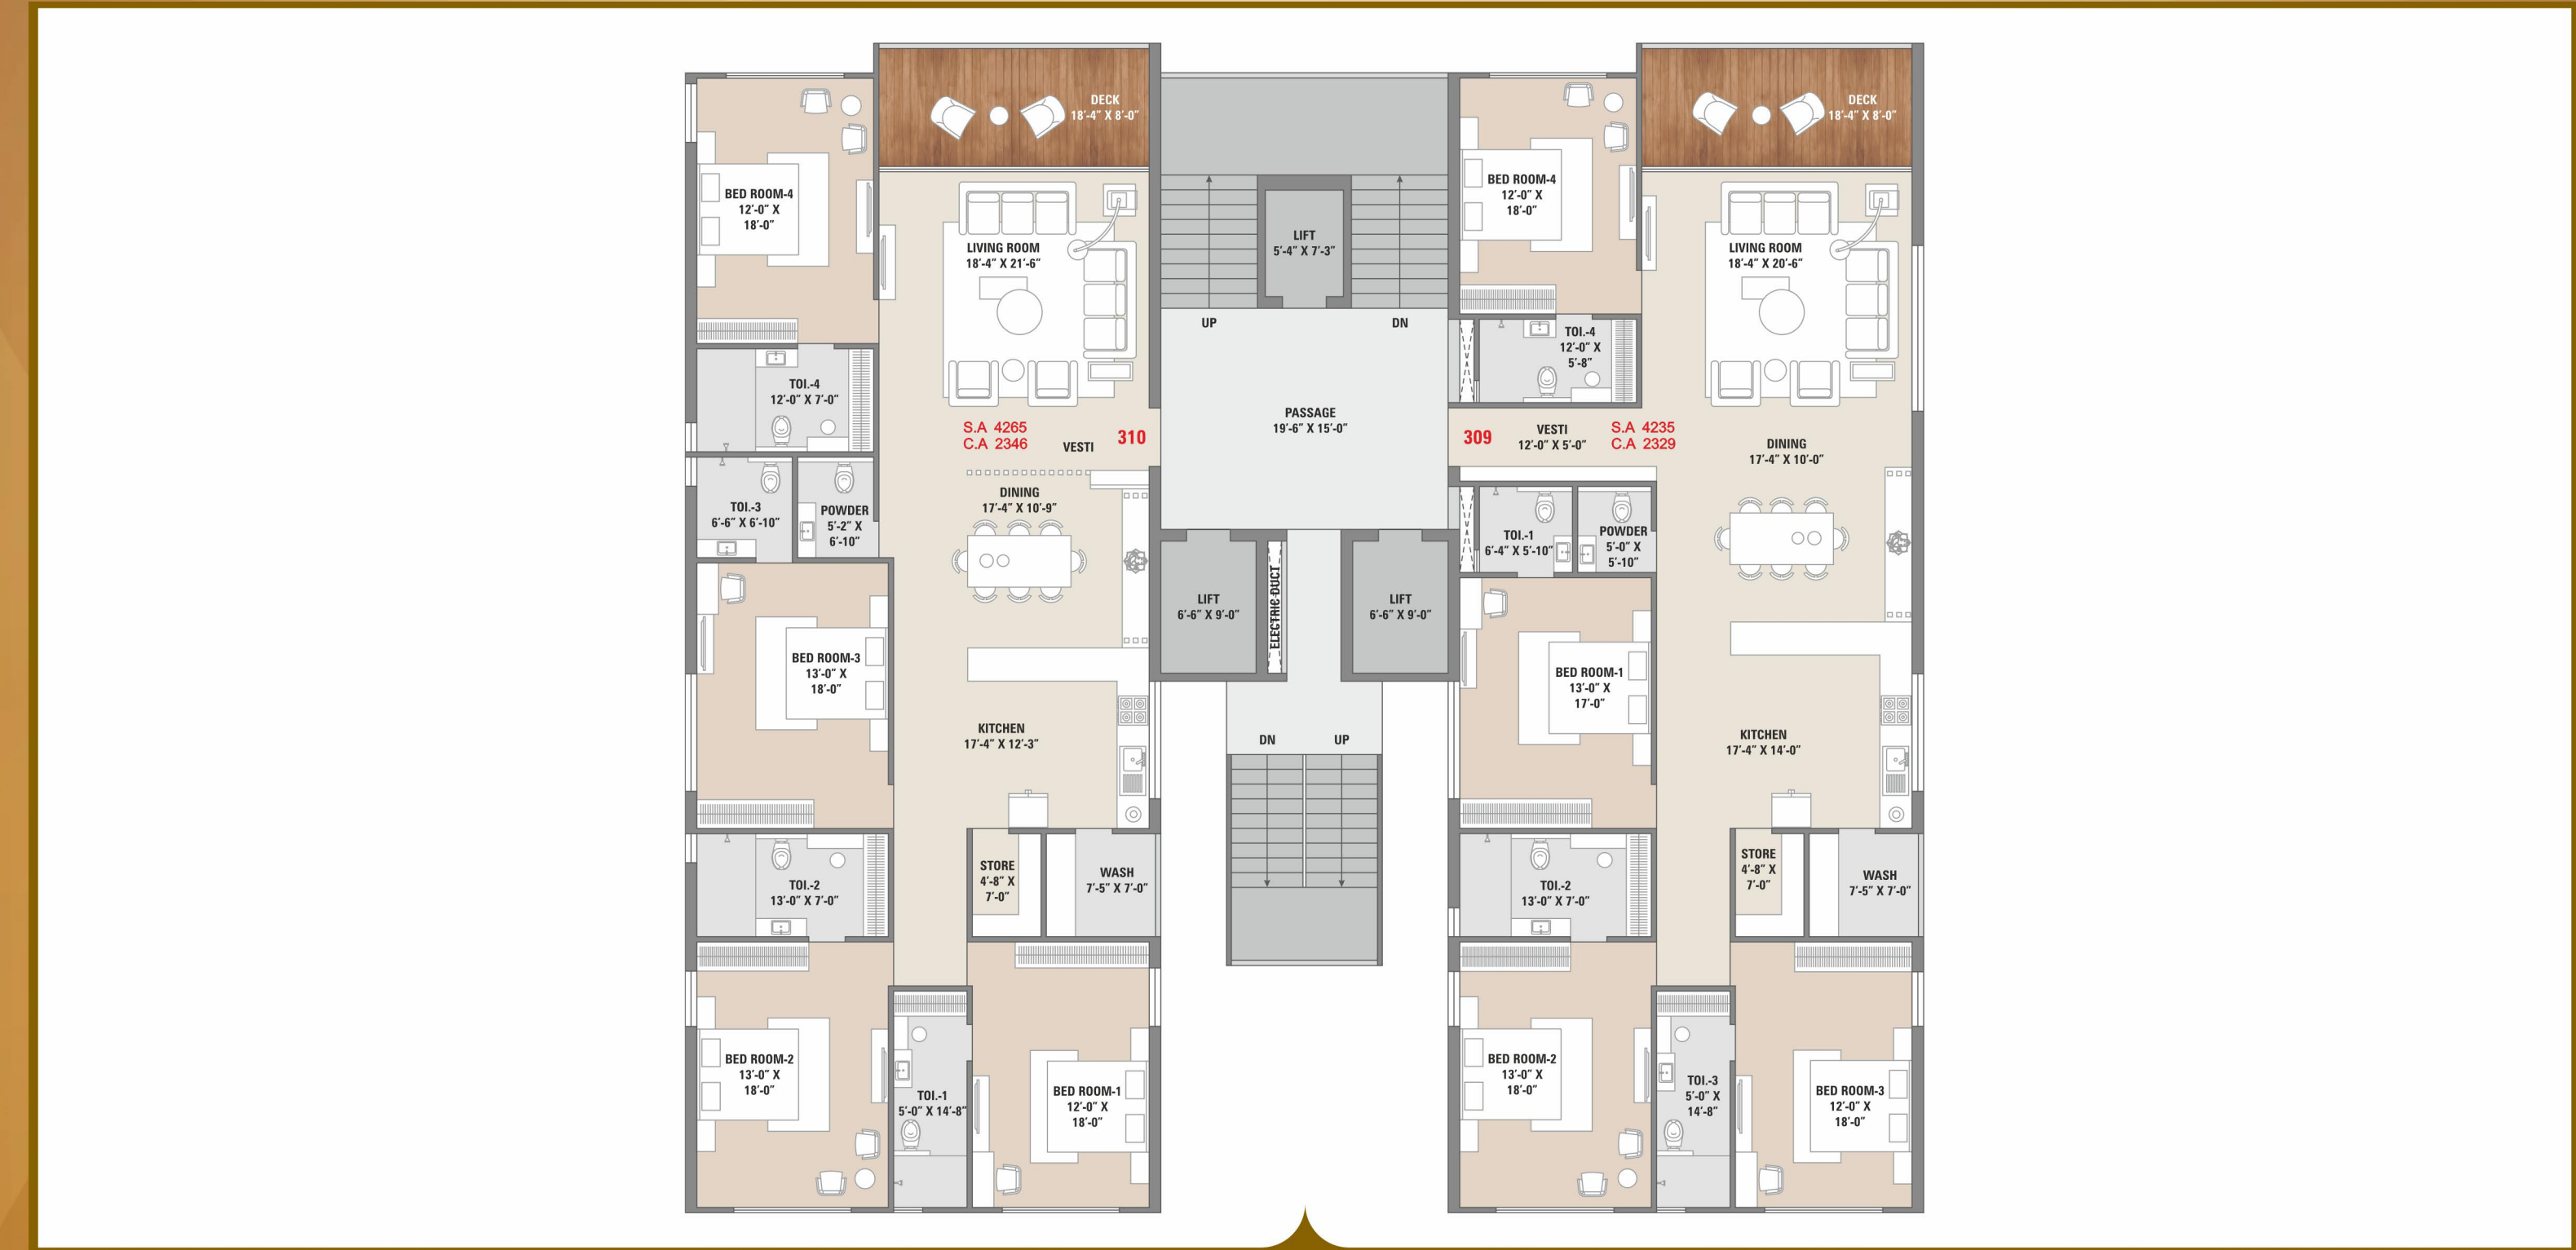 DECK
18'-4" X 8'-0"
BED ROOM-4
12'-0" X
18'-0"
LIVING ROOM
18'-4" X 21'-6"
TOI.-4
12'-0" X 7'-0"
S.A 4265
C.A 2346
VESTI
310
TOI.-3
6'-6" X 6'-10"
POWDER
5'-2" X
6'-10"
DINING
17'-4" X 10'-9"
BED ROOM-3
13'-0" X
18'-0"
KITCHEN
17'-4" X 12'-3"
TOI.-2
13'-0" X 7'-0"
STORE
4'-8" X
7'-0"
WASH
7'-5" X 7'-0"
BED ROOM-2
13'-0" X
18'-0"
TOI.-1
5'-0" X 14'-8"
BED ROOM-1
12'-0" X
18'-0"
LIFT
5'-4" X 7'-3"
UP
DN
PASSAGE
19'-6" X 15'-0"
LIFT
6'-6" X 9'-0"
ELECTRIC DUCT
LIFT
6'-6" X 9'-0"
DN
UP
DECK
18'-4" X 8'-0"
BED ROOM-4
12'-0" X
18'-0"
LIVING ROOM
18'-4" X 20'-6"
TOI.-4
12'-0" X
5'-8"
309
VESTI
12'-0" X 5'-0"
S.A 4235
C.A 2329
DINING
17'-4" X 10'-0"
TOI.-1
6'-4" X 5'-10"
POWDER
5'-0" X
5'-10"
BED ROOM-1
13'-0" X
17'-0"
KITCHEN
17'-4" X 14'-0"
TOI.-2
13'-0" X 7'-0"
STORE
4'-8" X
7'-0"
WASH
7'-5" X 7'-0"
BED ROOM-2
13'-0" X
18'-0"
TOI.-3
5'-0" X
14'-8"
BED ROOM-3
12'-0" X
18'-0"